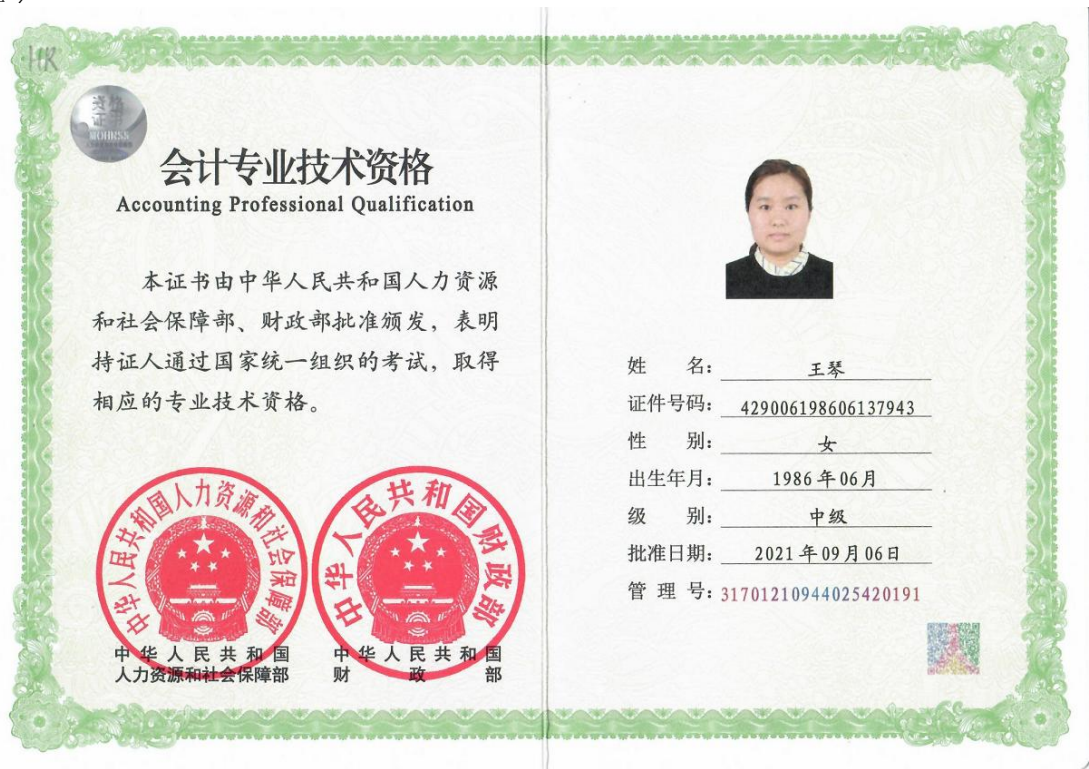 HR
资格
证书
MOHRSS
会计专业技术资格
Accounting Professional Qualification
本证书由中华人民共和国人力资源
和社会保障部、财政部批准颁发，表明
持证人通过国家统一组织的考试，取得
相应的专业技术资格。
中华人民共和国人力资源和社会保障部
中华人民共和国财政部
中华人民共和国
人力资源和社会保障部
中华人民共和国
财政部
姓名：王琴
证件号码：429006198606137943
性别：女
出生年月：1986年06月
级别：中级
批准日期：2021年09月06日
管理号：31701210944025420191